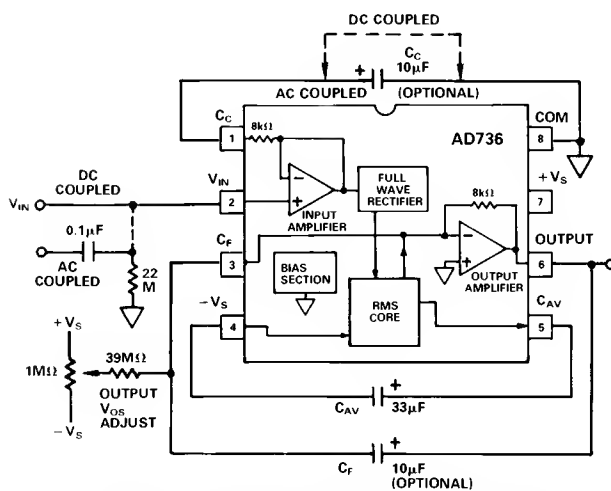 DC COUPLED
C_C
+
10μF
AC COUPLED
(OPTIONAL)
C_C
1
8kΩ
AD736
COM
8
DC
COUPLED
V_IN
V_IN
2
−
+
INPUT
AMPLIFIER
FULL
WAVE
RECTIFIER
+V_S
7
0.1μF
AC
COUPLED
22
M
C_F
3
BIAS
SECTION
8kΩ
−
+
OUTPUT
AMPLIFIER
OUTPUT
6
−V_S
4
RMS
CORE
C_AV
5
+V_S
1MΩ
−V_S
39MΩ
OUTPUT
V_OS
ADJUST
C_AV
+
33μF
C_F
+
10μF
(OPTIONAL)